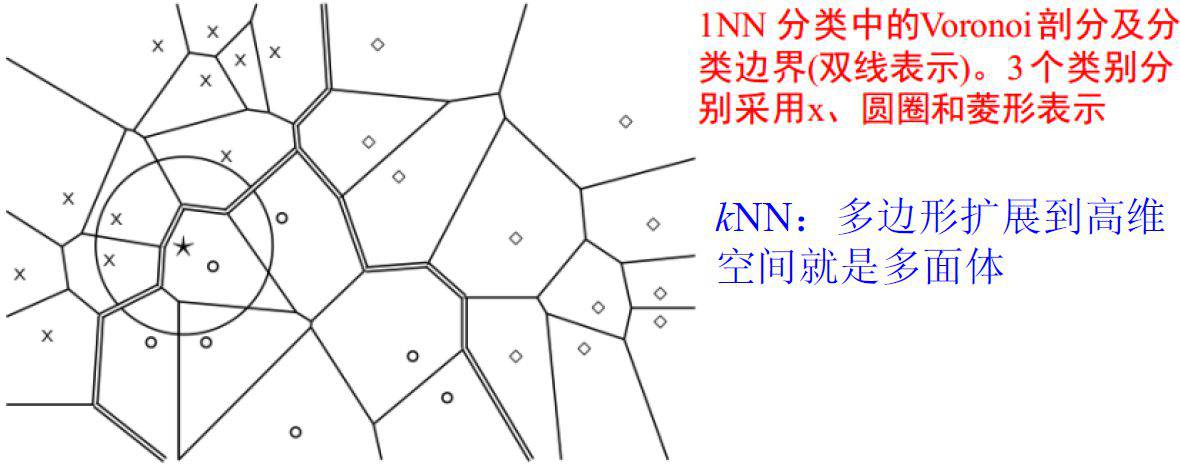 1NN 分类中的Voronoi剖分及分
类边界(双线表示)。3个类别分
别采用x、圆圈和菱形表示
kNN：多边形扩展到高维
空间就是多面体